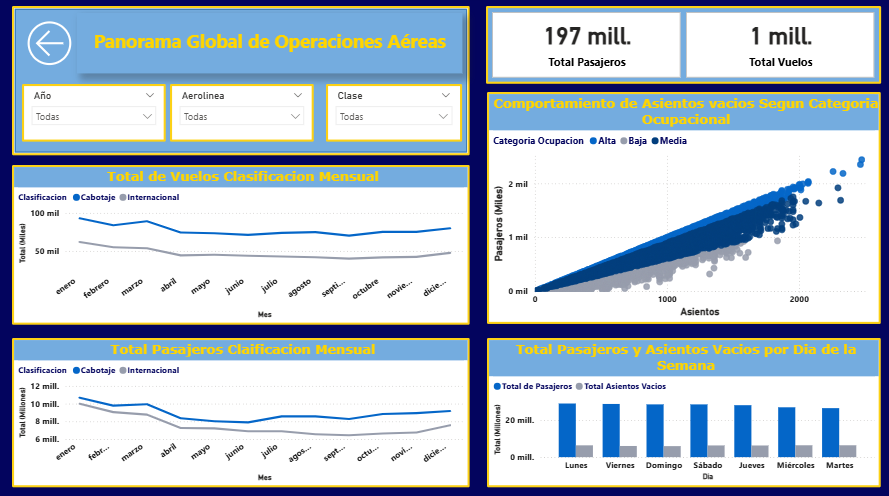 Panorama Global de Operaciones Aéreas
Año
Todas
Aerolinea
Todas
Clase
Todas
197 mill.
Total Pasajeros
1 mill.
Total Vuelos
Total de Vuelos Clasificacion Mensual
Clasificacion Cabotaje Internacional
Total (Miles)
100 mil
50 mil
enero
febrero
marzo
abril
mayo
junio
julio
agosto
septi...
octubre
novie...
dicie...
Mes
Comportamiento de Asientos vacios Segun Categoria
Ocupacional
Categoria Ocupacion Alta Baja Media
Pasajeros (Miles)
2 mil
1 mil
0 mil
0
1000
2000
Asientos
Total Pasajeros Claificacion Mensual
Clasificacion Cabotaje Internacional
Total (Millones)
12 mill.
10 mill.
8 mill.
6 mill.
enero
febr...
marzo
abril
mayo
junio
julio
agos...
sept...
octu...
novi...
dicie...
Mes
Total Pasajeros y Asientos Vacios por Dia de la
Semana
Total de Pasajeros Total Asientos Vacios
Total (Millones)
20 mill.
0 mill.
Lunes
Viernes
Domingo
Sábado
Jueves
Miércoles
Martes
Dia